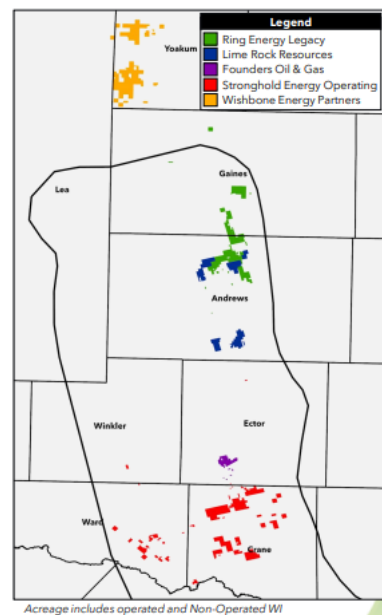 Legend
Ring Energy Legacy
Lime Rock Resources
Founders Oil & Gas
Stronghold Energy Operating
Wishbone Energy Partners
Yoakum
Lea
Gaines
Andrews
Winkler
Ector
Ward
Crane
Acreage includes operated and Non-Operated WI